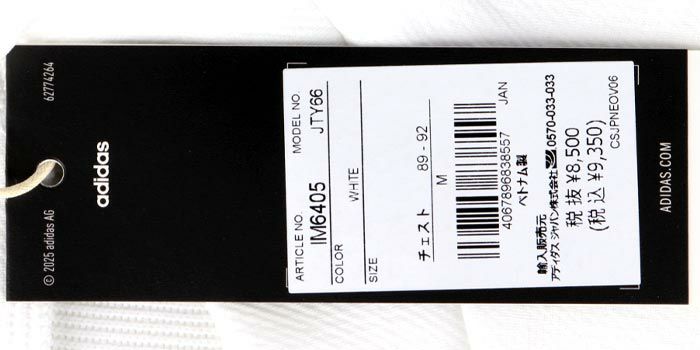 62774264
adidas
© 2025 adidas AG
ARTICLE NO. MODEL NO.
IM6405 JTY66
COLOR
WHITE
SIZE
チェスト 89 - 92
M
4067896838557 JAN
ベトナム製
輸入販売元
アディダス ジャパン株式会社 0570-033-033
税 抜 ¥8,500
(税 込 ¥9,350)
CSJPNEOV06
ADIDAS.COM